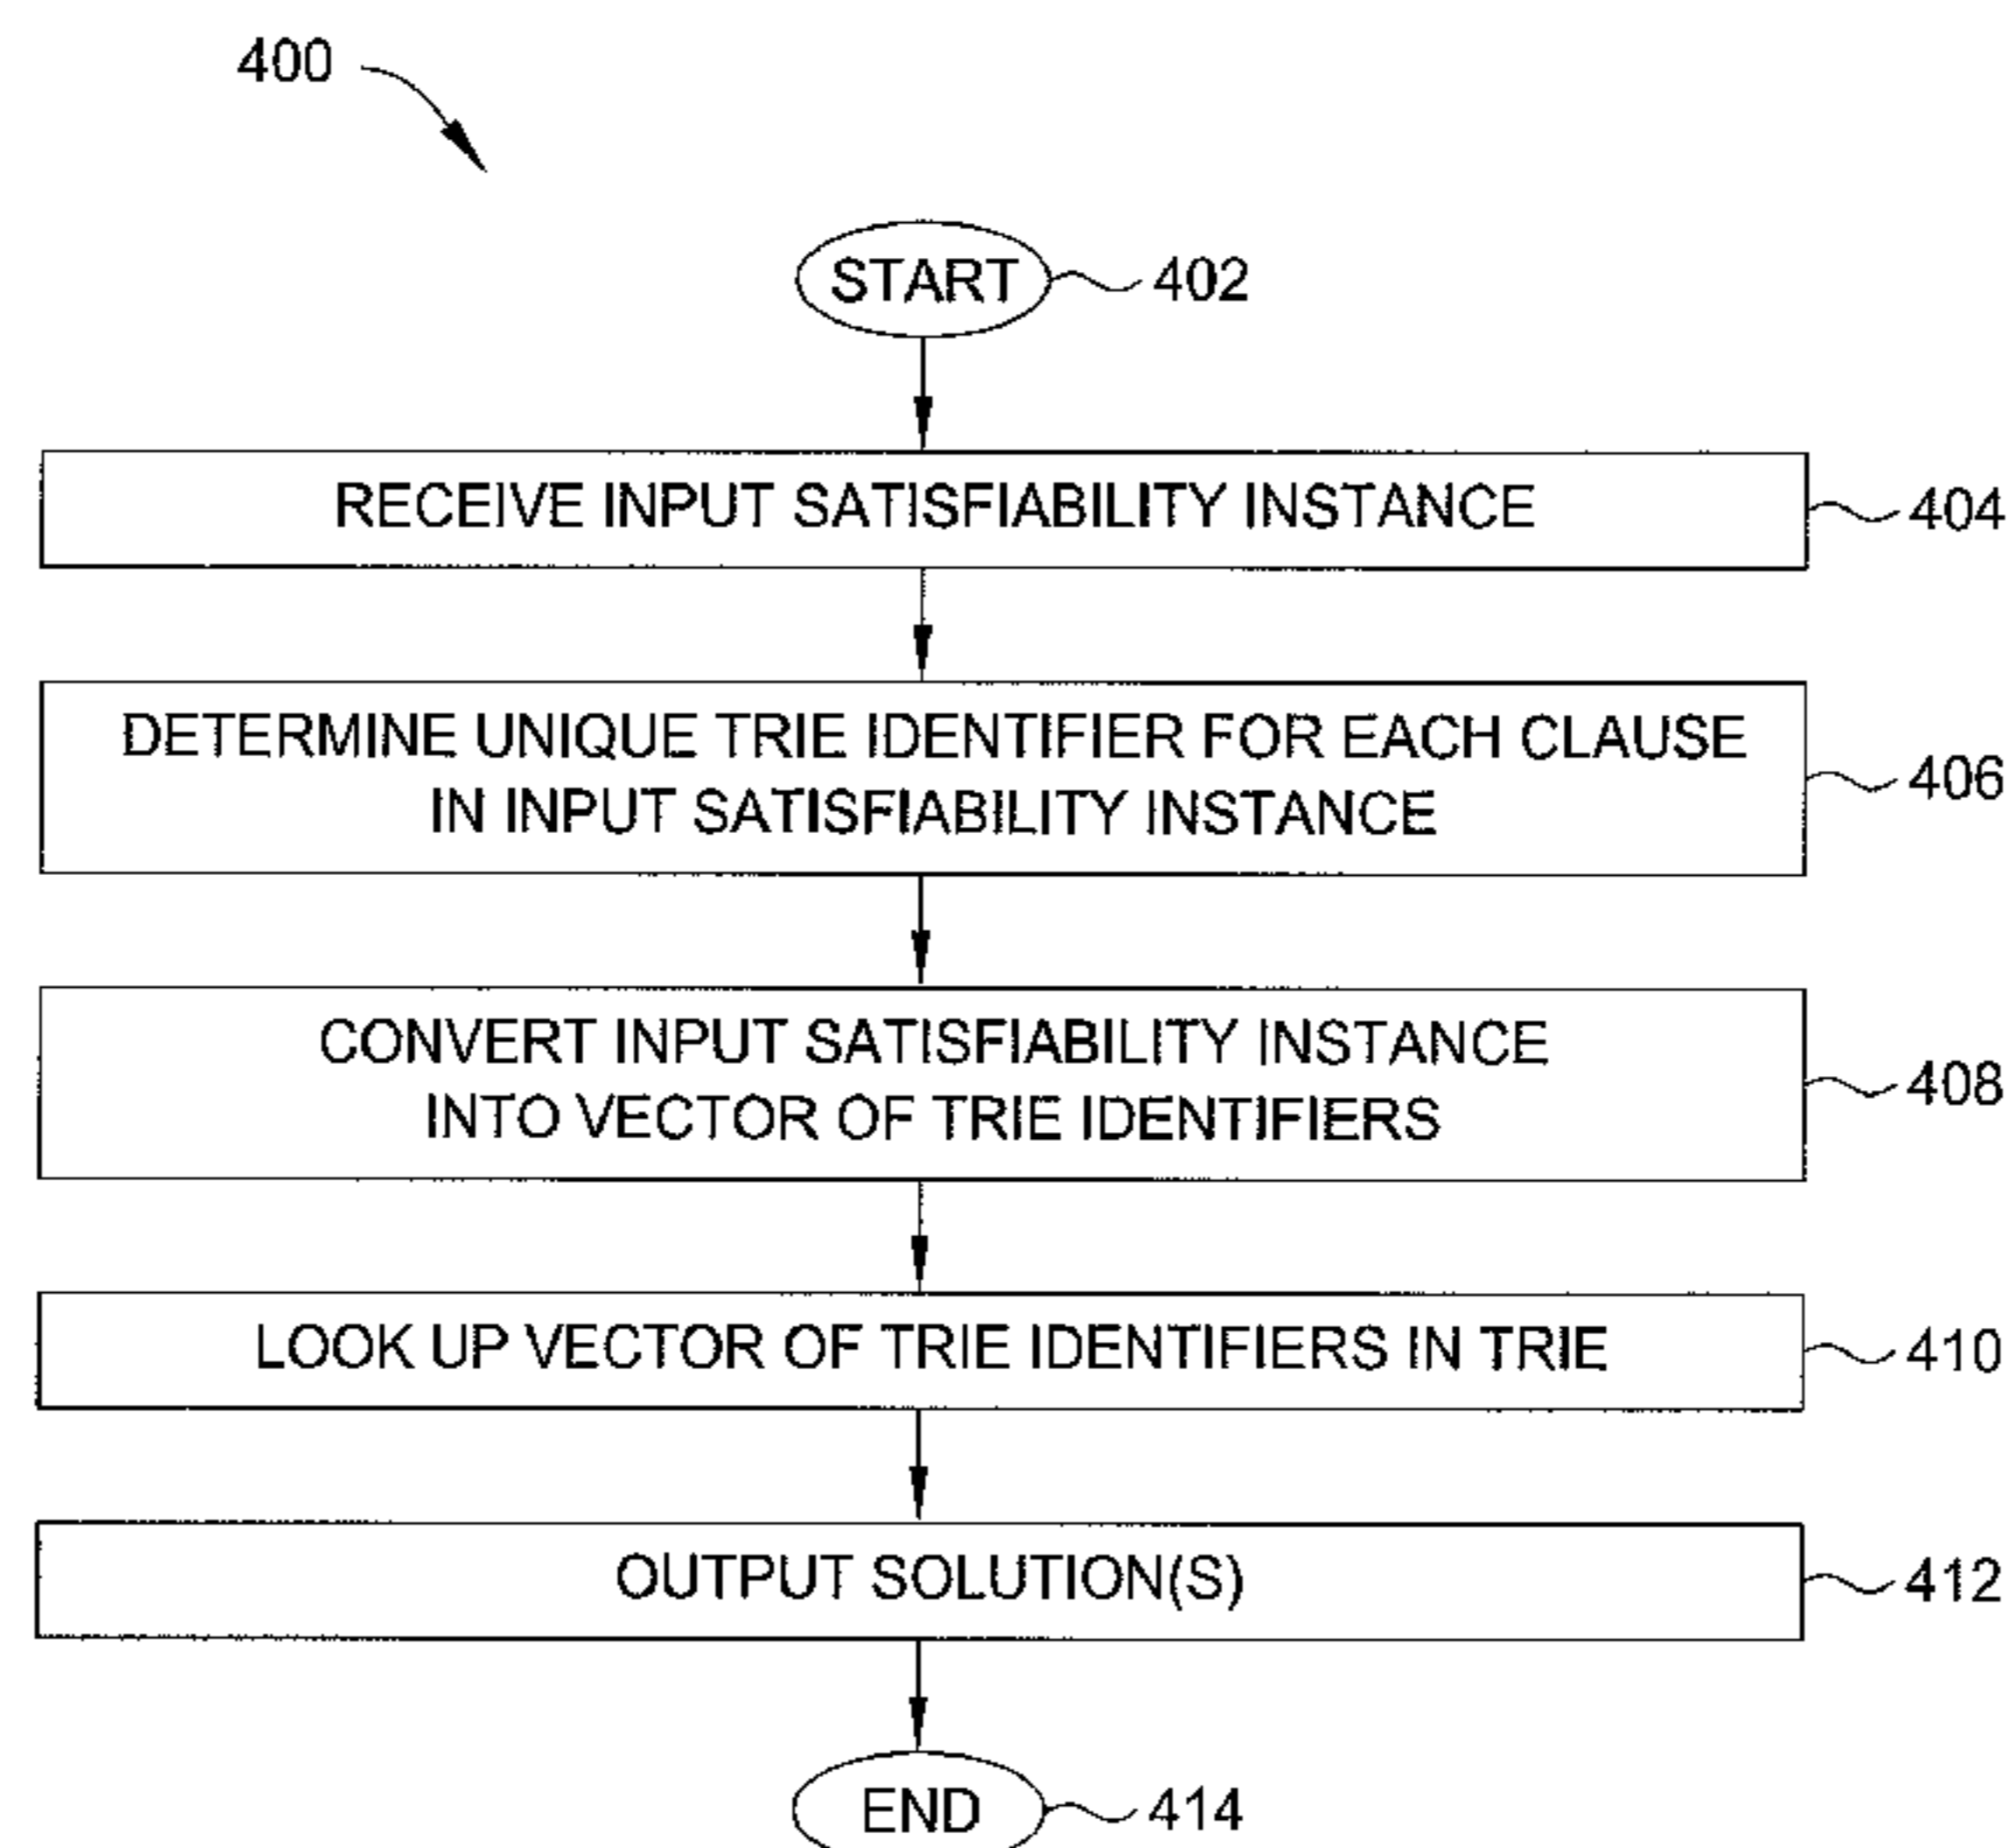 400
START 402
RECEIVE INPUT SATISFIABILITY INSTANCE 404
DETERMINE UNIQUE TRIE IDENTIFIER FOR EACH CLAUSE
IN INPUT SATISFIABILITY INSTANCE 406
CONVERT INPUT SATISFIABILITY INSTANCE
INTO VECTOR OF TRIE IDENTIFIERS 408
LOOK UP VECTOR OF TRIE IDENTIFIERS IN TRIE 410
OUTPUT SOLUTION(S) 412
END 414